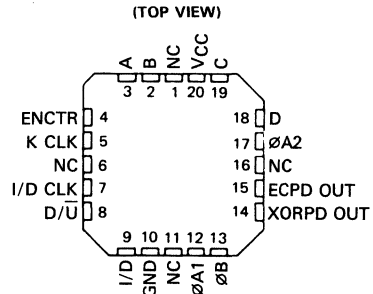 (TOP VIEW)
A B NC VCC C
3 2 1 20 19
ENCTR 4
K CLK 5
NC 6
I/D CLK 7
D/U̅ 8
18 D
17 ØA2
16 NC
15 ECPD OUT
14 XORPD OUT
9 10 11 12 13
I/D GND NC ØA1 ØB